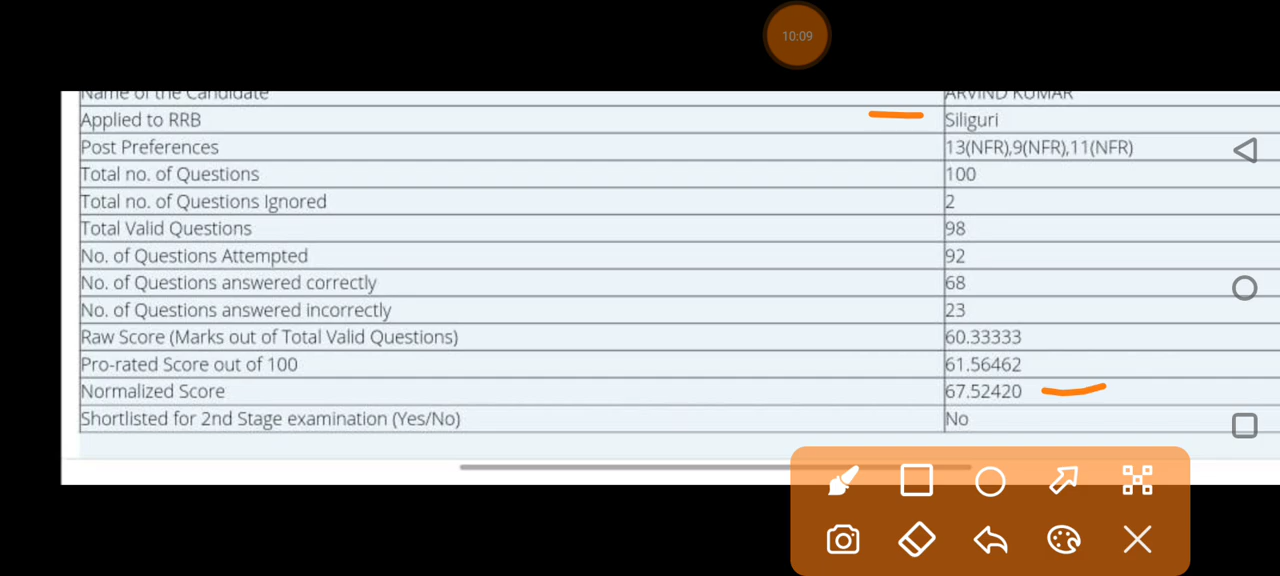 10:09
Name of the Candidate ARVIND KUMAR
Applied to RRB Siliguri
Post Preferences 13(NFR),9(NFR),11(NFR)
Total no. of Questions 100
Total no. of Questions Ignored 2
Total Valid Questions 98
No. of Questions Attempted 92
No. of Questions answered correctly 68
No. of Questions answered incorrectly 23
Raw Score (Marks out of Total Valid Questions) 60.33333
Pro-rated Score out of 100 61.56462
Normalized Score 67.52420
Shortlisted for 2nd Stage examination (Yes/No) No